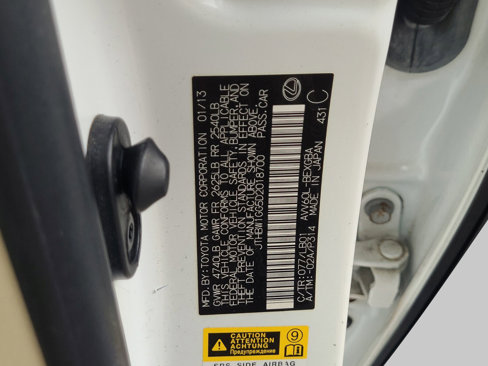 MFD.BY:TOYOTA MOTOR CORPORATION 01/13
GVWR 4740LB GAWR FR 2625LB RR 2540LB
THIS VEHICLE CONFORMS TO ALL APPLICABLE
FEDERAL MOTOR VEHICLE SAFETY, BUMPER, AND
THEFT PREVENTION STANDARDS IN EFFECT ON
THE DATE OF MANUFACTURE SHOWN ABOVE.
JTHBW1GG5D2018700 PASS.CAR
C/TR:077/LB01 AVV60L-BEXGBA
A/TM:-02A/P314 MADE IN JAPAN 431 C
CAUTION
ATTENTION
ACHTUNG
Предупреждение
9
SRS SIDE AIRBAG